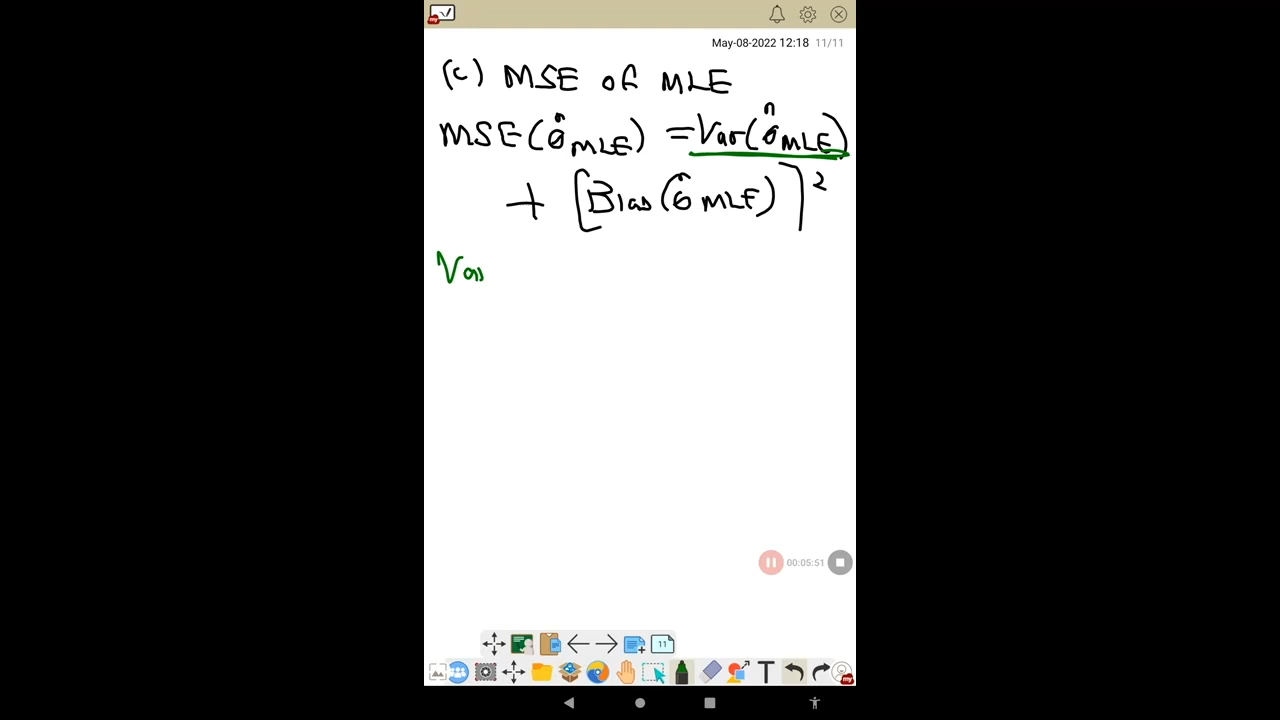 May-08-2022 12:18 11/11
(c) MSE of MLE
MSE(θ̂MLE) = Var(θ̂MLE)
+ [Bias(θ̂MLE)]²
Var
00:05:51
11
T